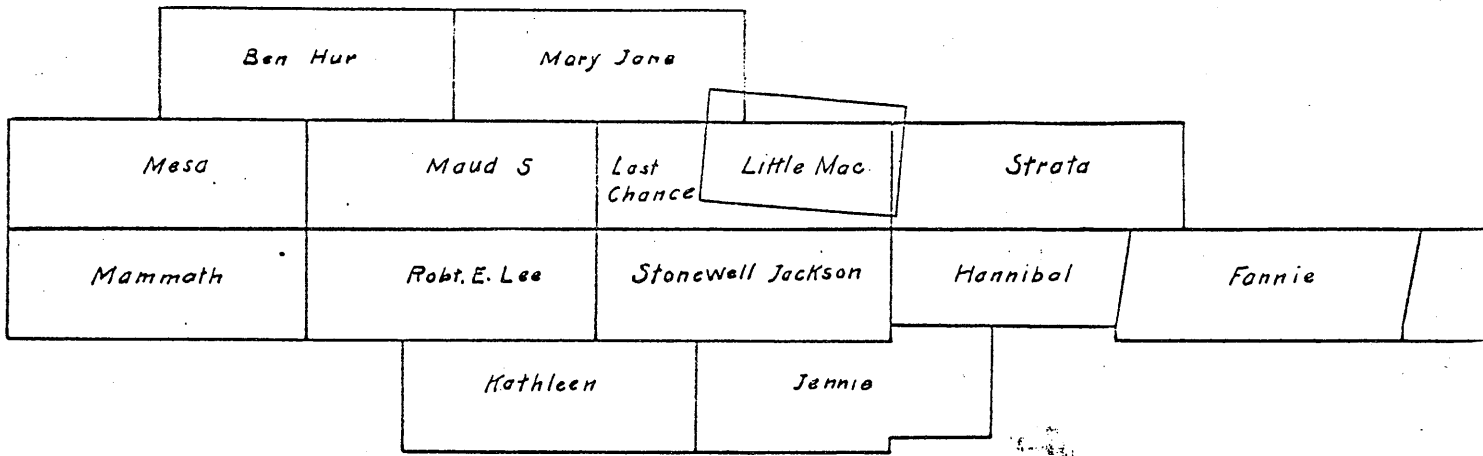 Ben Hur
Mary Jane
Mesa
Maud S
Last
Chance
Little Mac
Strata
Mammath
Robt. E. Lee
Stonewell Jackson
Hannibal
Fannie
Kathleen
Jennie